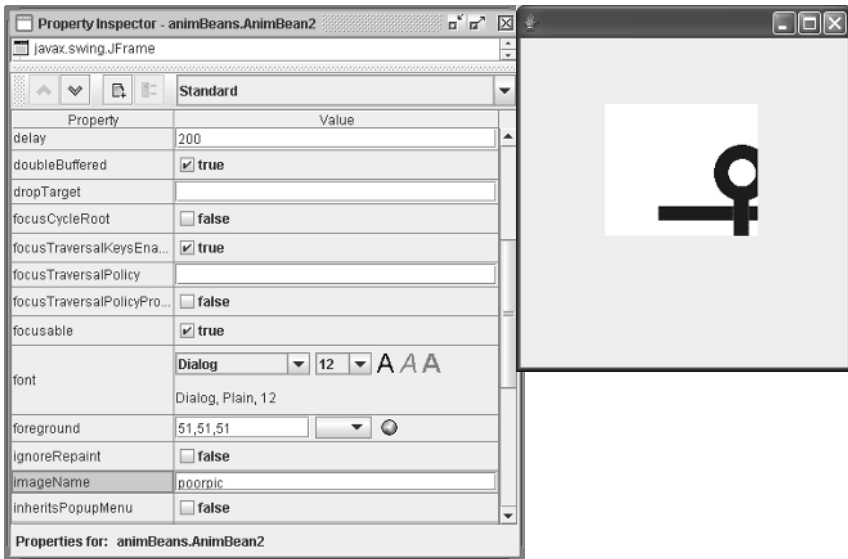 Property Inspector - animBeans.AnimBean2
javax.swing.JFrame
Standard
Property Value
delay 200
doubleBuffered true
dropTarget
focusCycleRoot false
focusTraversalKeysEna... true
focusTraversalPolicy
focusTraversalPolicyPro... false
focusable true
font Dialog 12 A A A
Dialog, Plain, 12
foreground 51,51,51
ignoreRepaint false
imageName poorpic
inheritsPopupMenu false
Properties for: animBeans.AnimBean2